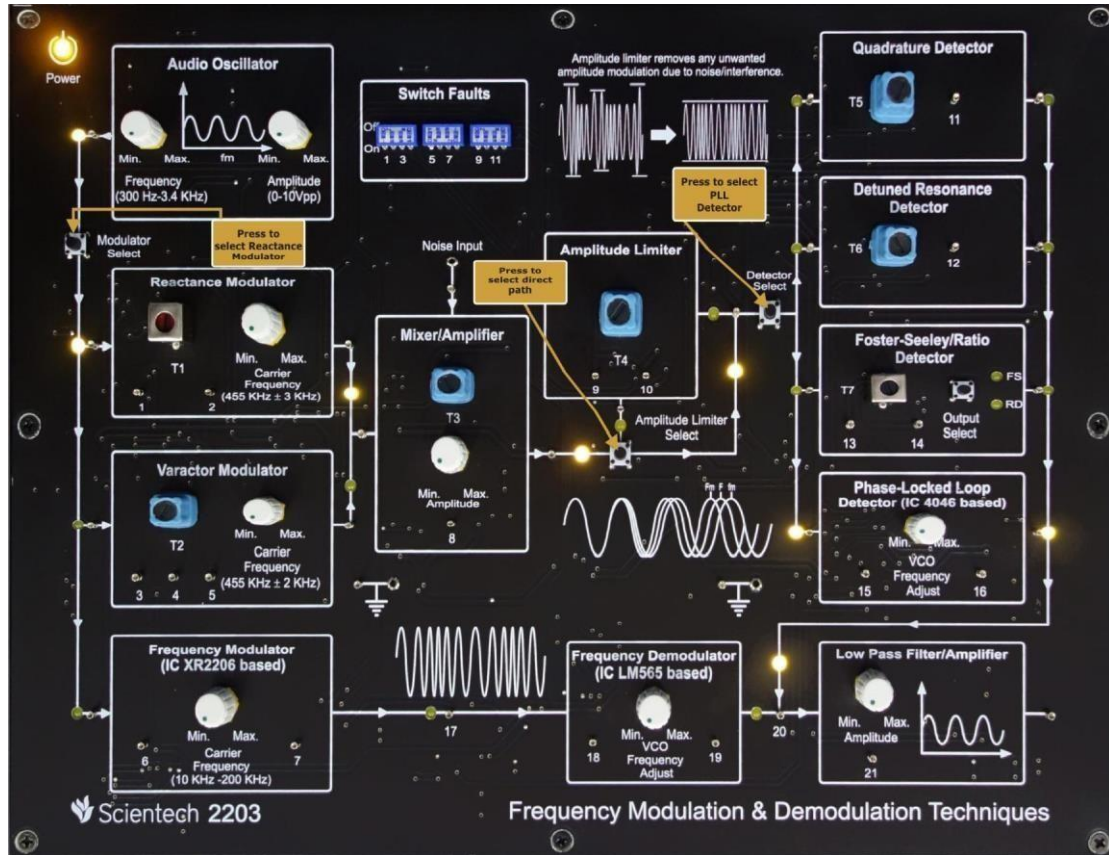 Power
Audio Oscillator
Min. Max. fm Min. Max.
Frequency
(300 Hz-3.4 KHz)
Amplitude
(0-10Vpp)
Switch Faults
Off
On
1 3 5 7 9 11
Amplitude limiter removes any unwanted
amplitude modulation due to noise/interference.
Press to select
PLL
Detector
Quadrature Detector
T5
11
Detuned Resonance
Detector
T6
12
Modulator
Select
Press to
select Reactance
Modulator
Noise Input
Press to
select direct
path
Amplitude Limiter
T4
9 10
Detector
Select
Reactance Modulator
T1
Min. Max.
Carrier
Frequency
(455 KHz ± 3 KHz)
1 2
Mixer/Amplifier
T3
Min. Max.
Amplitude
8
Amplitude Limiter
Select
Foster-Seeley/Ratio
Detector
T7
FS
RD
Output
Select
13 14
Varactor Modulator
T2
Min. Max.
Carrier
Frequency
(455 KHz ± 2 KHz)
3 4 5
Fm F fm
Phase-Locked Loop
Detector (IC 4046 based)
Min. Max.
VCO
Frequency
Adjust
15 16
Frequency Modulator
(IC XR2206 based)
Min. Max.
Carrier
Frequency
(10 KHz -200 KHz)
6 7
17
Frequency Demodulator
(IC LM565 based)
Min. Max.
VCO
Frequency
Adjust
18 19
20
Low Pass Filter/Amplifier
Min. Max.
Amplitude
21
Scientech 2203
Frequency Modulation & Demodulation Techniques